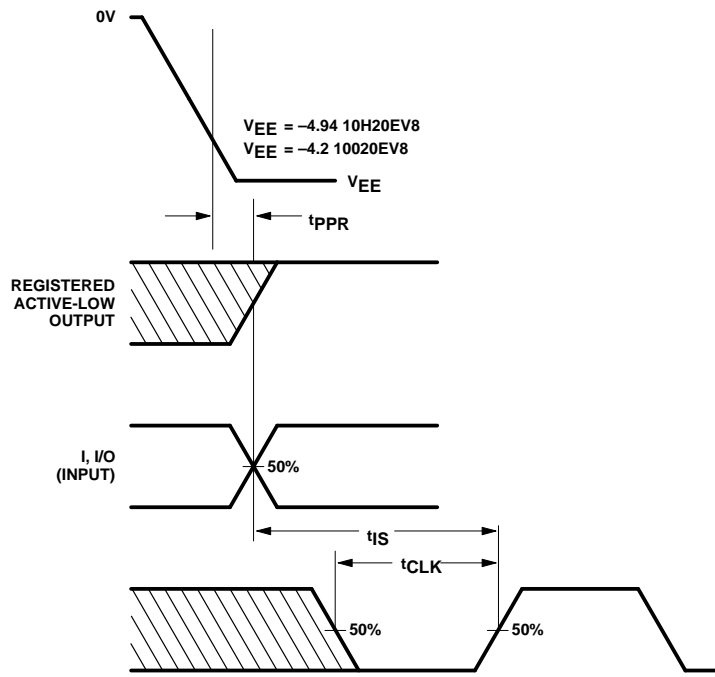 0V
VEE = –4.94 10H20EV8
VEE = –4.2 10020EV8
VEE
tPPR
REGISTERED
ACTIVE-LOW
OUTPUT
I, I/O
(INPUT)
50%
tIS
tCLK
50%
50%